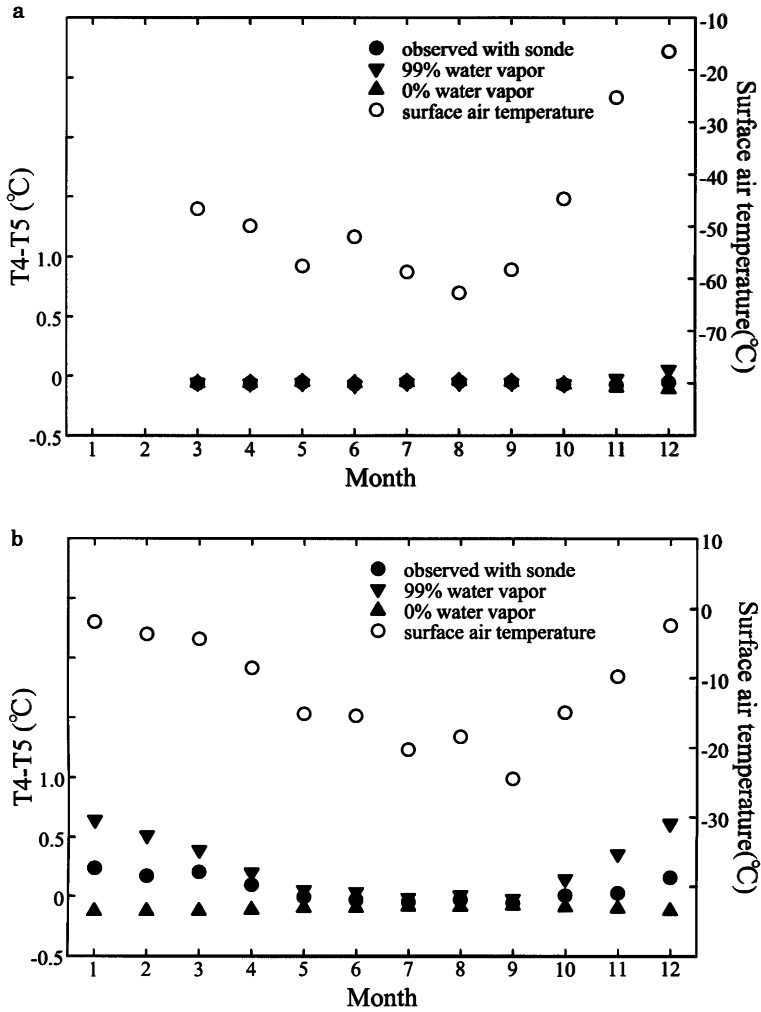 a
observed with sonde
99% water vapor
0% water vapor
surface air temperature
T4-T5 (℃)
1.0
0.5
0
-0.5
-10
-20
-30
-40
-50
-60
-70
Surface air temperature(℃)
1 2 3 4 5 6 7 8 9 10 11 12
Month
b
observed with sonde
99% water vapor
0% water vapor
surface air temperature
T4-T5 (℃)
1.0
0.5
0
-0.5
10
0
-10
-20
-30
Surface air temperature(℃)
1 2 3 4 5 6 7 8 9 10 11 12
Month